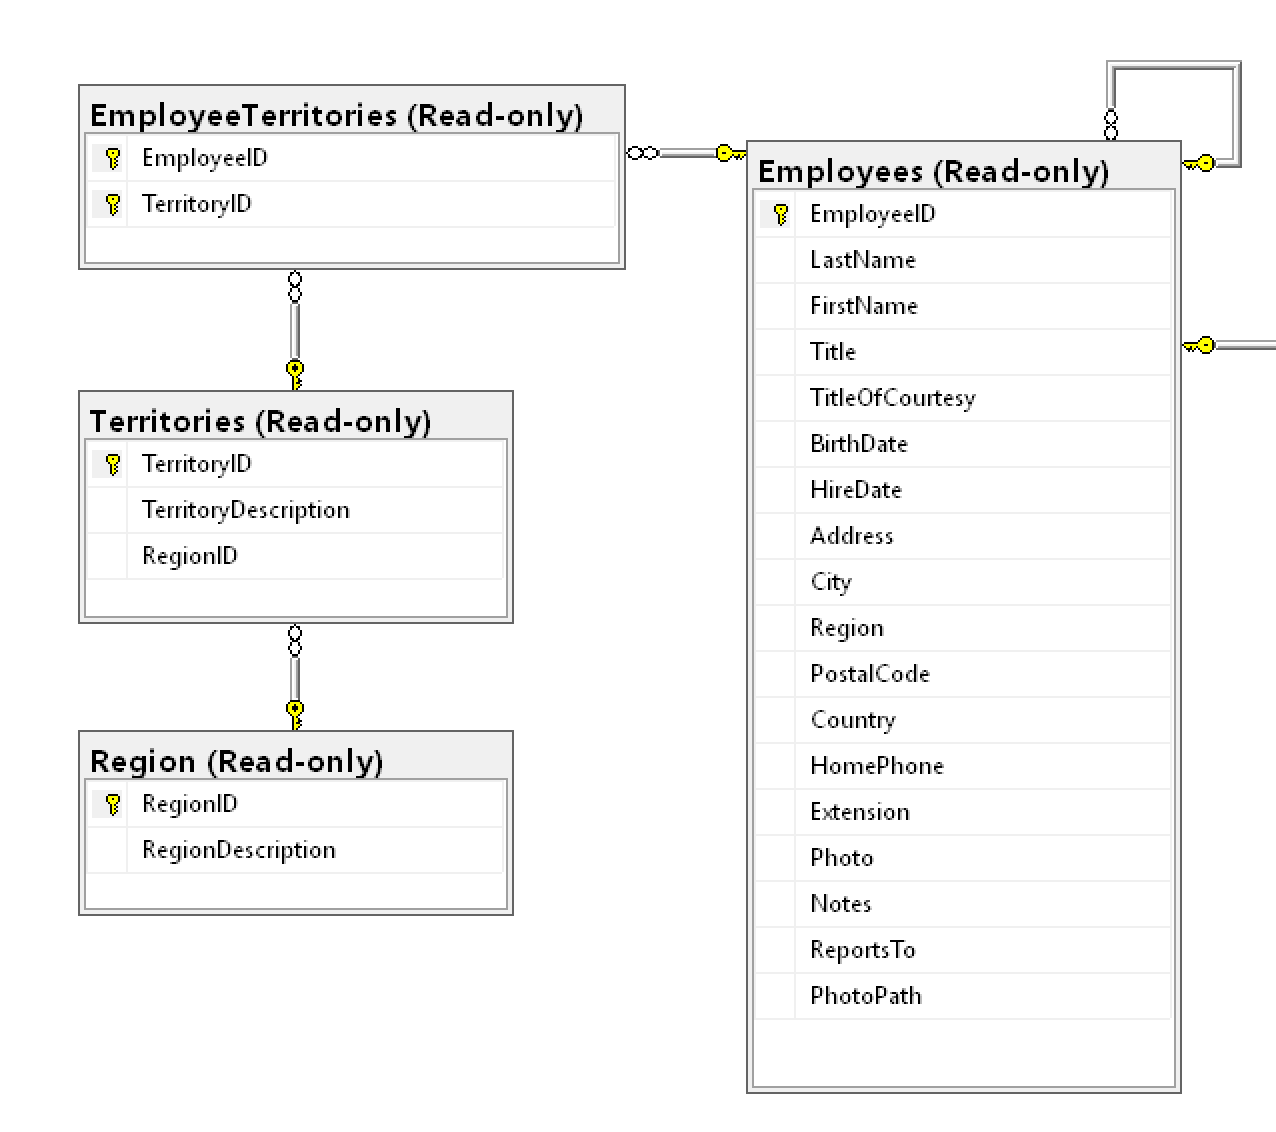 EmployeeTerritories (Read-only)
EmployeeID
TerritoryID
Territories (Read-only)
TerritoryID
TerritoryDescription
RegionID
Region (Read-only)
RegionID
RegionDescription
Employees (Read-only)
EmployeeID
LastName
FirstName
Title
TitleOfCourtesy
BirthDate
HireDate
Address
City
Region
PostalCode
Country
HomePhone
Extension
Photo
Notes
ReportsTo
PhotoPath